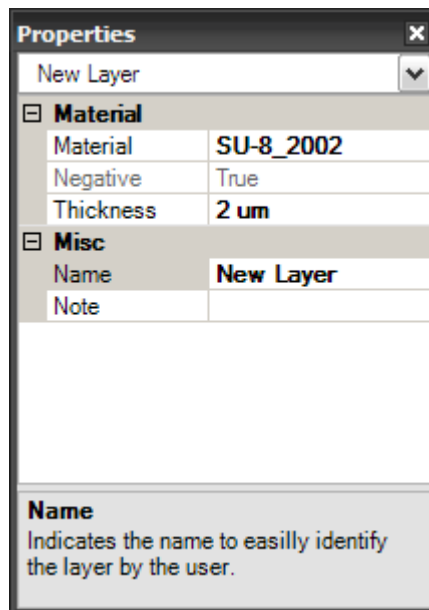 Properties
New Layer
Material
Material SU-8_2002
Negative True
Thickness 2 um
Misc
Name New Layer
Note
Name
Indicates the name to easilly identify
the layer by the user.